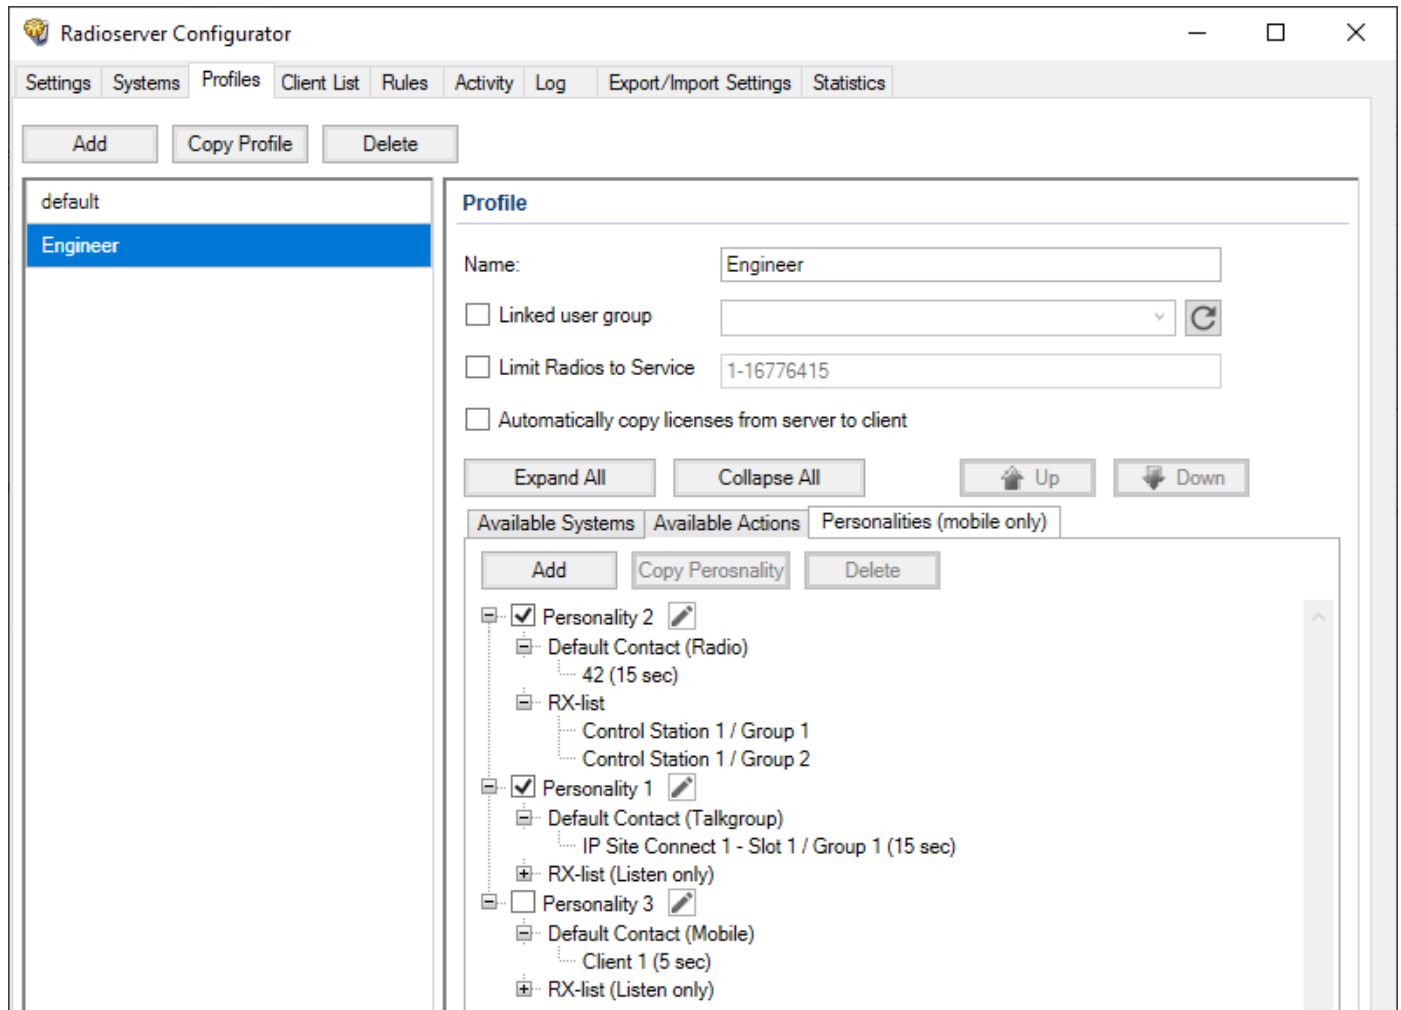 Radioserver Configurator
Settings Systems Profiles Client List Rules Activity Log Export/Import Settings Statistics
Add Copy Profile Delete
default
Engineer
Profile
Name: Engineer
Linked user group
Limit Radios to Service 1-16776415
Automatically copy licenses from server to client
Expand All Collapse All Up Down
Available Systems Available Actions Personalities (mobile only)
Add Copy Perosnality Delete
Personality 2
Default Contact (Radio)
42 (15 sec)
RX-list
Control Station 1 / Group 1
Control Station 1 / Group 2
Personality 1
Default Contact (Talkgroup)
IP Site Connect 1 - Slot 1 / Group 1 (15 sec)
RX-list (Listen only)
Personality 3
Default Contact (Mobile)
Client 1 (5 sec)
RX-list (Listen only)